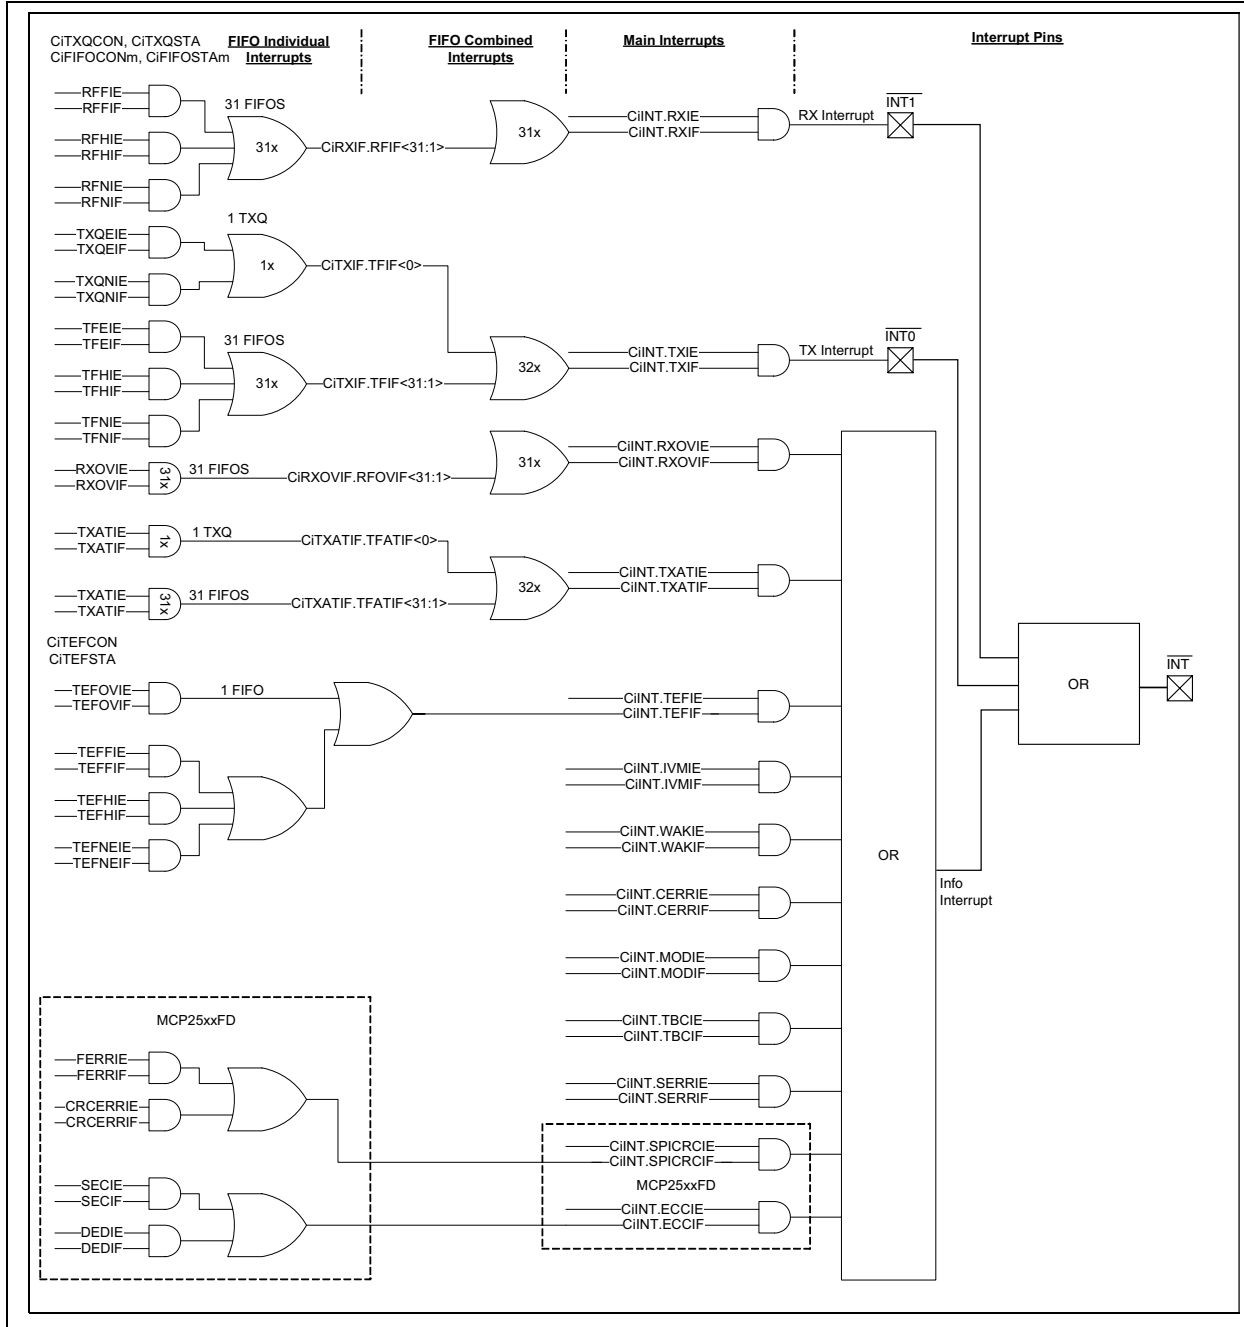 CiTXQCON, CiTXQSTA
CiFIFOCONm, CiFIFOSTAm
FIFO Individual
Interrupts
FIFO Combined
Interrupts
Main Interrupts
Interrupt Pins
RFFIE
RFFIF
RFHIE
RFHIF
RFNIE
RFNIF
31 FIFOS
31x
CiRXIF.RFIF<31:1>
31x
CiINT.RXIE
CiINT.RXIF
RX Interrupt
INT1
TXQEIE
TXQEIF
TXQNIE
TXQNIF
1 TXQ
1x
CiTXIF.TFIF<0>
TFEIE
TFEIF
TFHIE
TFHIF
TFNIE
TFNIF
31 FIFOS
31x
CiTXIF.TFIF<31:1>
32x
CiINT.TXIE
CiINT.TXIF
TX Interrupt
INT0
RXOVIE
RXOVIF
31x
31 FIFOS
CiRXOVIF.RFOVIF<31:1>
31x
CiINT.RXOVIE
CiINT.RXOVIF
TXATIE
TXATIF
1x
1 TXQ
CiTXATIF.TFATIF<0>
TXATIE
TXATIF
31x
31 FIFOS
CiTXATIF.TFATIF<31:1>
32x
CiINT.TXATIE
CiINT.TXATIF
CiTEFCON
CiTEFSTA
TEFOVIE
TEFOVIF
1 FIFO
TEFFIE
TEFFIF
TEFHIE
TEFHIF
TEFNEIE
TEFNEIF
CiINT.TEFIE
CiINT.TEFIF
CiINT.IVMIE
CiINT.IVMIF
CiINT.WAKIE
CiINT.WAKIF
CiINT.CERRIE
CiINT.CERRIF
CiINT.MODIE
CiINT.MODIF
CiINT.TBCIE
CiINT.TBCIF
CiINT.SERRIE
CiINT.SERRIF
OR
Info
Interrupt
OR
INT
MCP25xxFD
FERRIE
FERRIF
CRCERRIE
CRCERRIF
SECIE
SECIF
DEDIE
DEDIF
CiINT.SPICRCIE
CiINT.SPICRCIF
MCP25xxFD
CiINT.ECCIE
CiINT.ECCIF